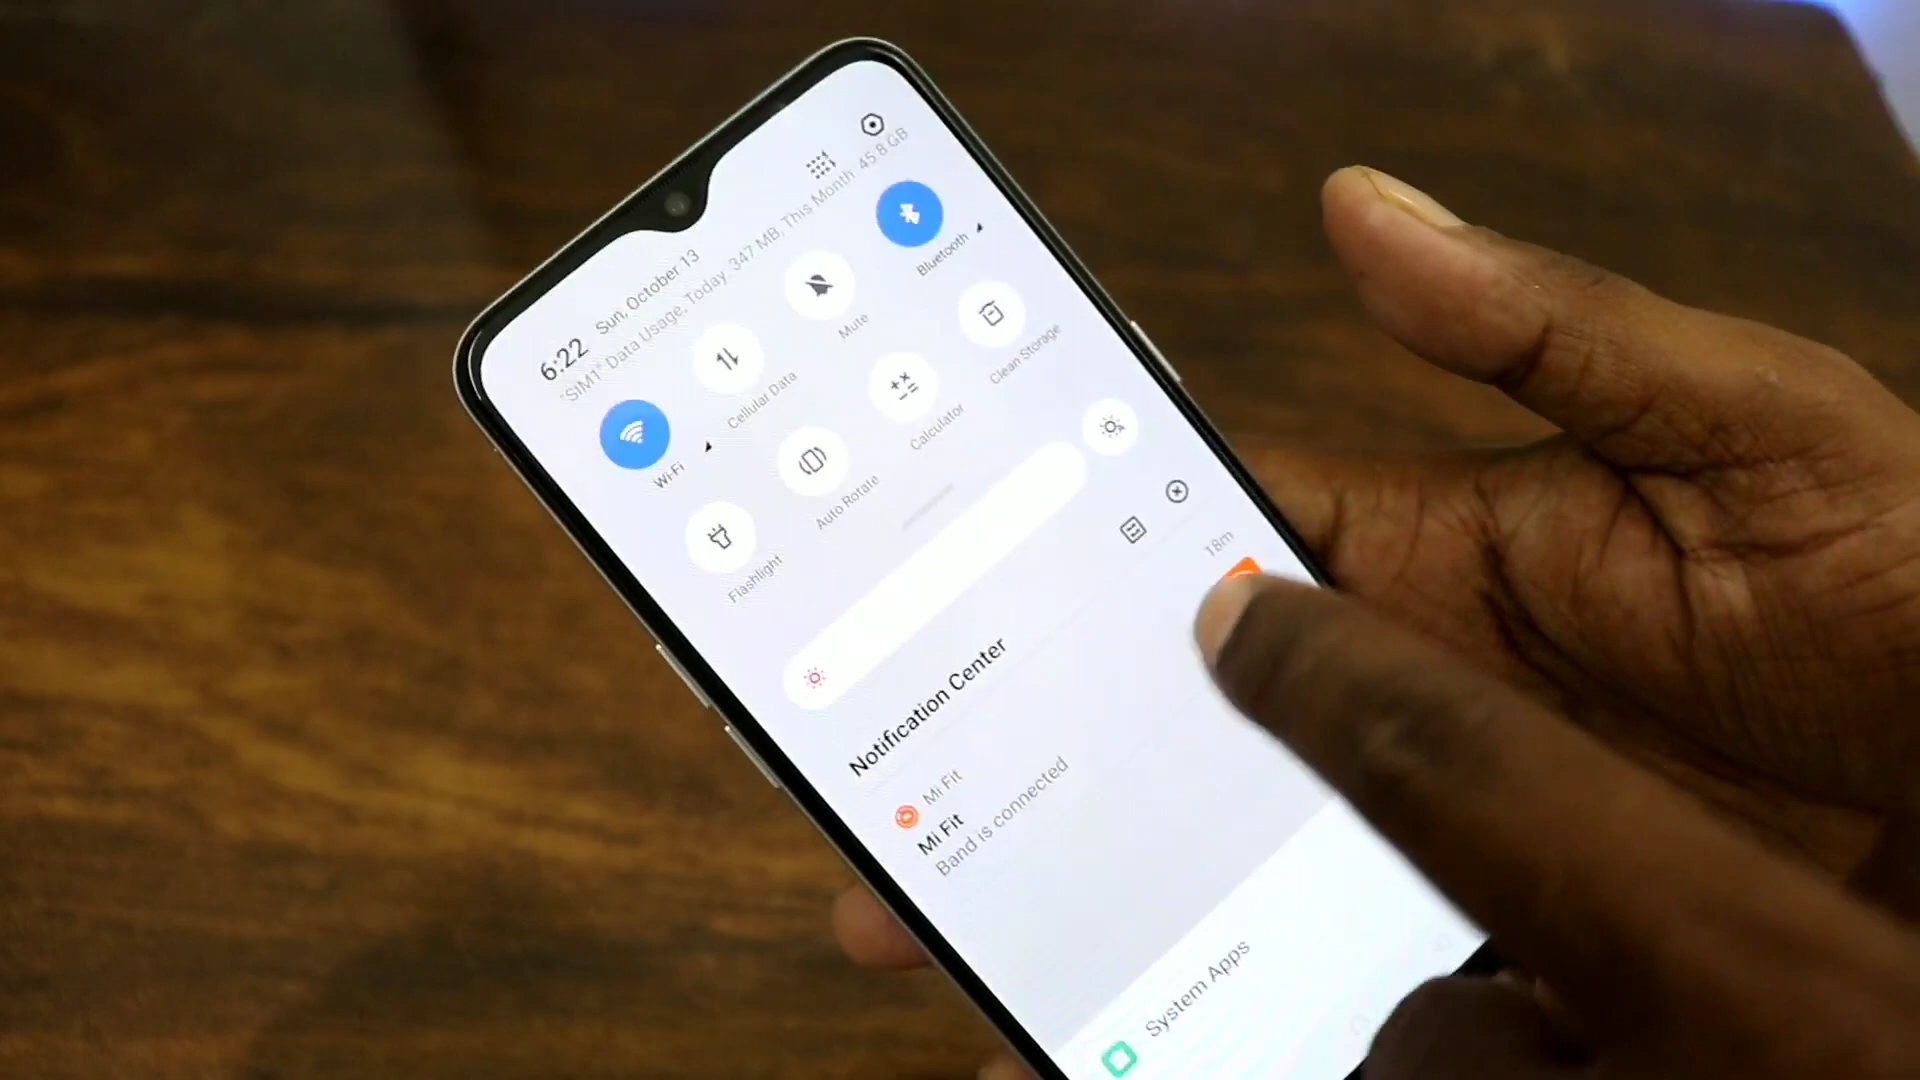 6:22 Sun, October 13
"SIM1" Data Usage, Today: 347 MB, This Month: 45.8 GB
Wi-Fi
Cellular Data
Mute
Bluetooth
Flashlight
Auto Rotate
Calculator
Clean Storage
Notification Center
Mi Fit
18m
Mi Fit
Band is connected
System Apps